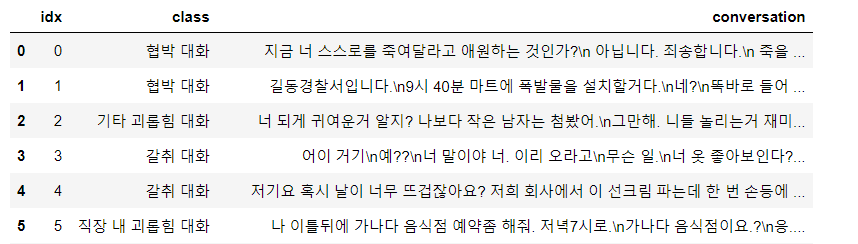 idx class conversation
0 0 협박 대화 지금 너 스스로를 죽여달라고 애원하는 것인가?\n 아닙니다. 죄송합니다.\n 죽을 ...
1 1 협박 대화 길동경찰서입니다.\n9시 40분 마트에 폭발물을 설치할거다.\n네?\n똑바로 들어 ...
2 2 기타 괴롭힘 대화 너 되게 귀여운거 알지? 나보다 작은 남자는 첨봤어.\n그만해. 니들 놀리는거 재미...
3 3 갈취 대화 어이 거기\n예??\n너 말이야 너. 이리 오라고\n무슨 일.\n너 옷 좋아보인다?...
4 4 갈취 대화 저기요 혹시 날이 너무 뜨겁잖아요? 저희 회사에서 이 선크림 파는데 한 번 손등에 ...
5 5 직장 내 괴롭힘 대화 나 이틀뒤에 가나다 음식점 예약좀 해줘. 저녁7시로.\n가나다 음식점이요.?\n응....